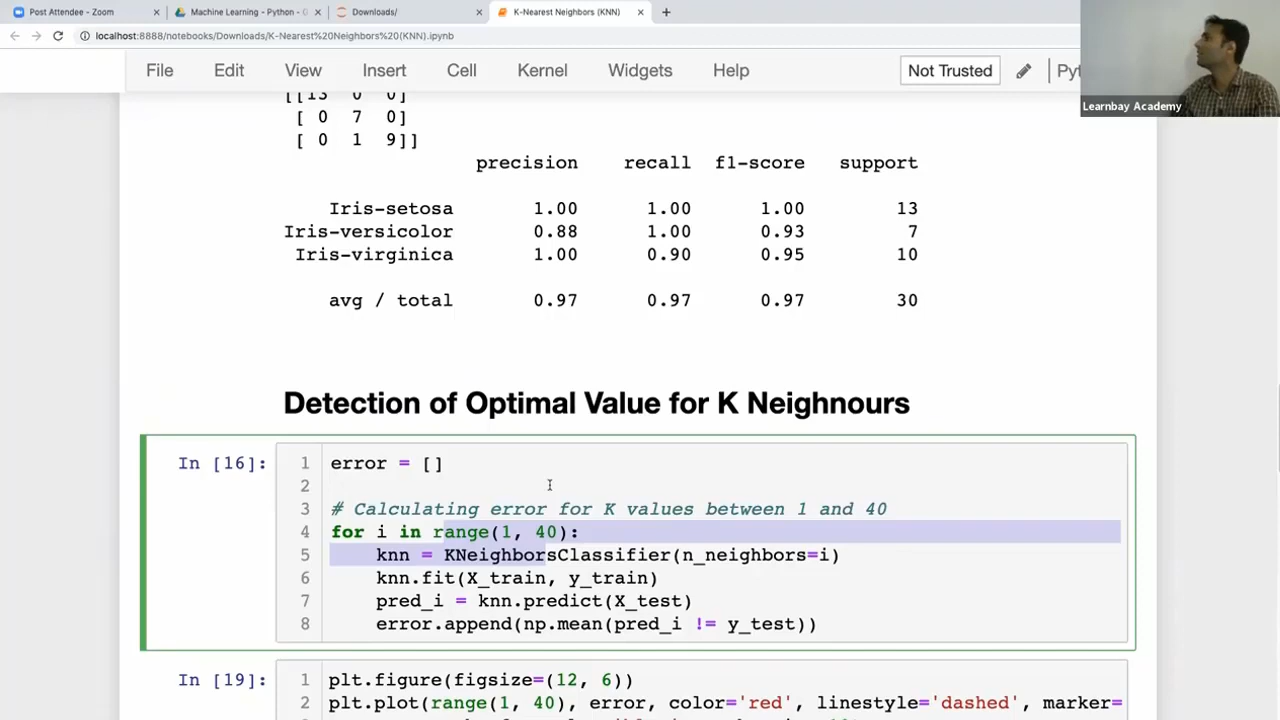 Post Attendee - Zoom
Machine Learning - Python -
Downloads/
K-Nearest Neighbors (KNN)
localhost:8888/notebooks/Downloads/K-Nearest%20Neighbors%20(KNN).ipynb
File Edit View Insert Cell Kernel Widgets Help Not Trusted
Learnbay Academy
[[13 0 0]
[ 0 7 0]
[ 0 1 9]]
precision recall f1-score support
Iris-setosa 1.00 1.00 1.00 13
Iris-versicolor 0.88 1.00 0.93 7
Iris-virginica 1.00 0.90 0.95 10
avg / total 0.97 0.97 0.97 30
Detection of Optimal Value for K Neighnours
In [16]: 1 error = []
2
3 # Calculating error for K values between 1 and 40
4 for i in range(1, 40):
5 knn = KNeighborsClassifier(n_neighbors=i)
6 knn.fit(X_train, y_train)
7 pred_i = knn.predict(X_test)
8 error.append(np.mean(pred_i != y_test))
In [19]: 1 plt.figure(figsize=(12, 6))
2 plt.plot(range(1, 40), error, color='red', linestyle='dashed', marker=